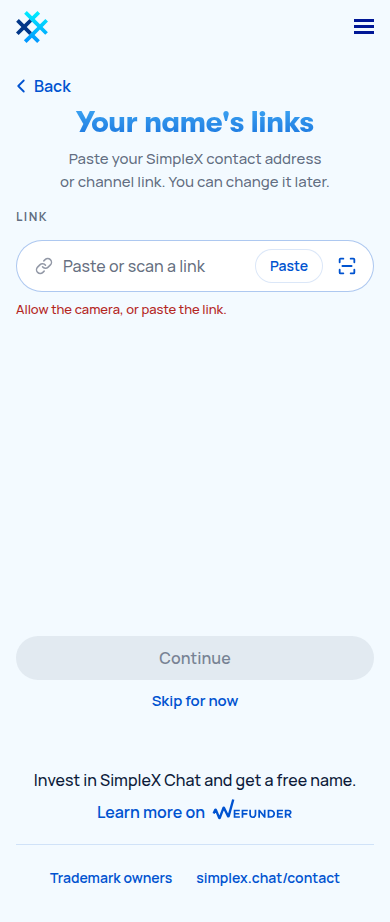 Back
Your name's links
Paste your SimpleX contact address
or channel link. You can change it later.
LINK
Paste or scan a link
Paste
Allow the camera, or paste the link.
Continue
Skip for now
Invest in SimpleX Chat and get a free name.
Learn more on WEFUNDER
Trademark owners
simplex.chat/contact